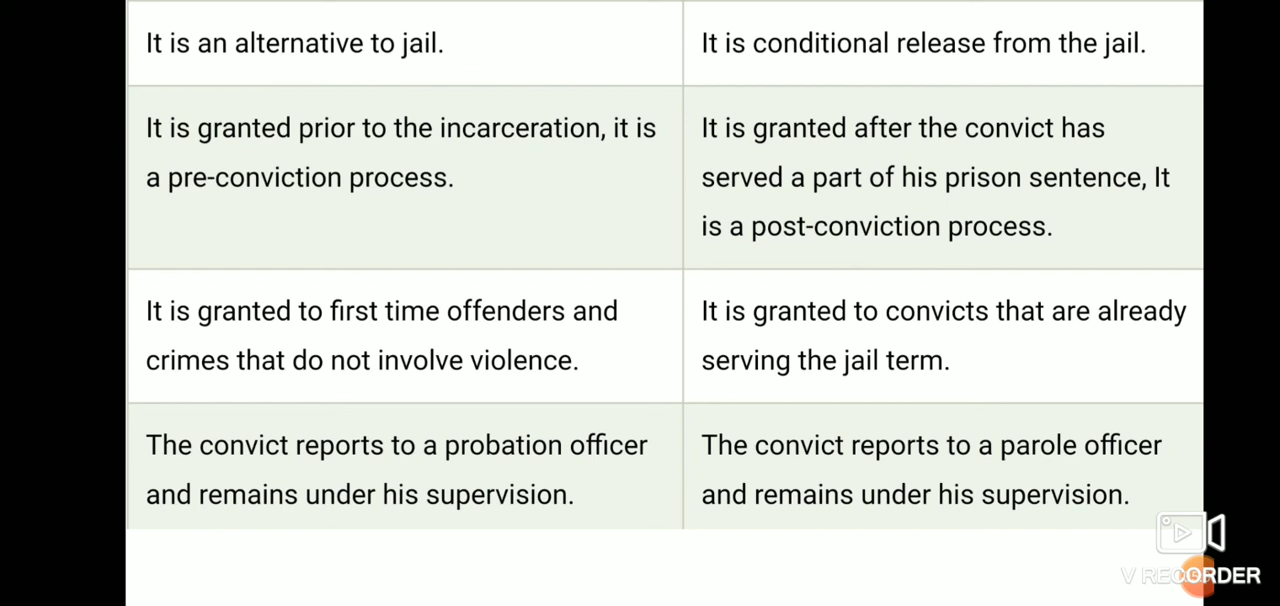 It is an alternative to jail.
It is conditional release from the jail.
It is granted prior to the incarceration, it is
a pre-conviction process.
It is granted after the convict has
served a part of his prison sentence, It
is a post-conviction process.
It is granted to first time offenders and
crimes that do not involve violence.
It is granted to convicts that are already
serving the jail term.
The convict reports to a probation officer
and remains under his supervision.
The convict reports to a parole officer
and remains under his supervision.
V RECORDER